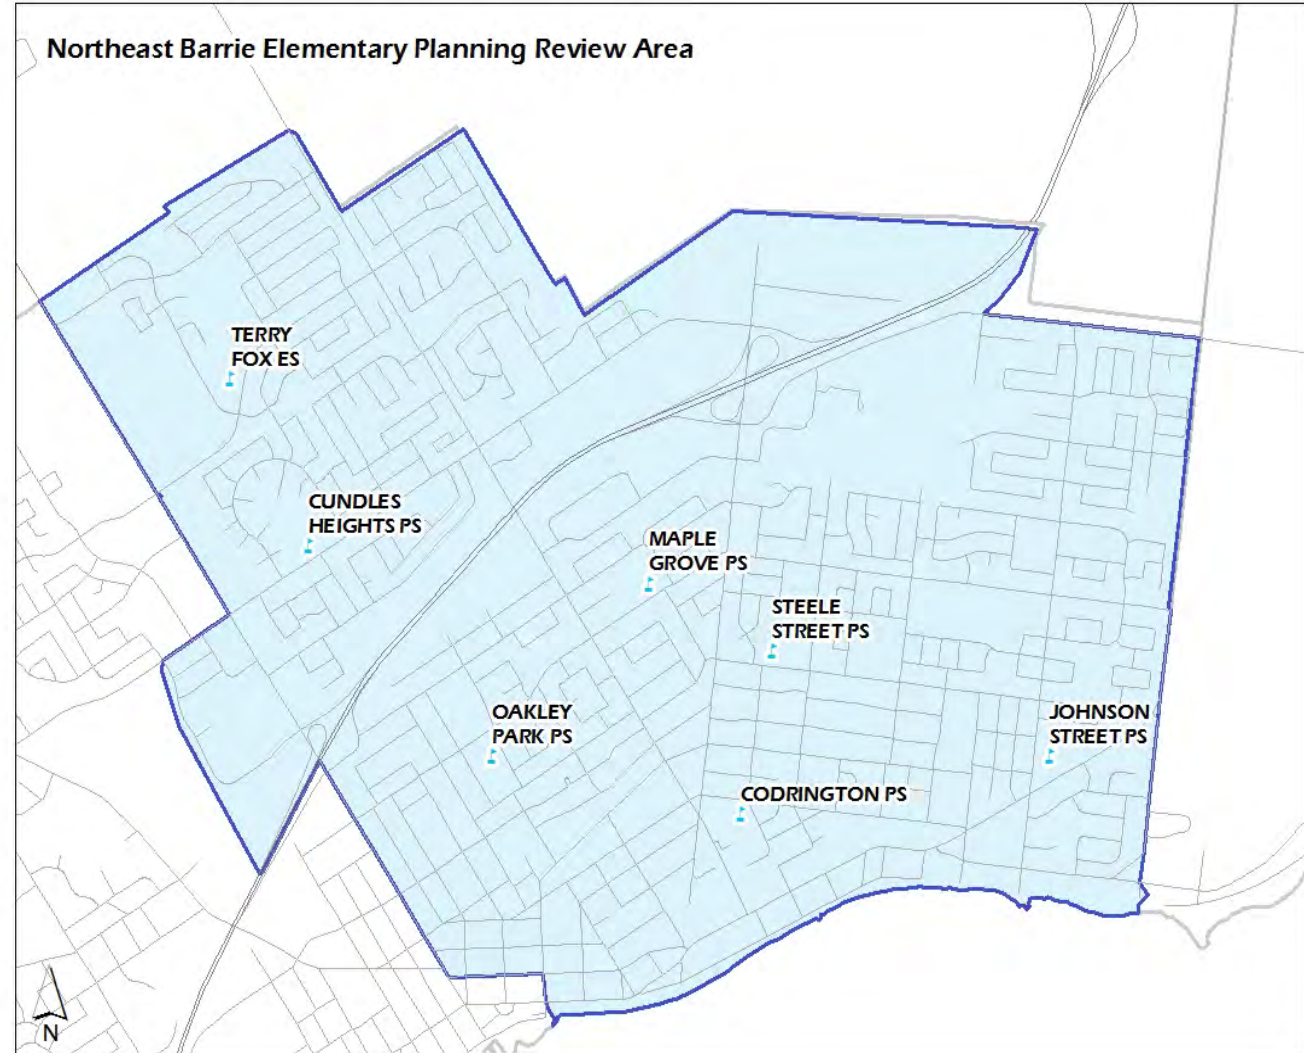 Northeast Barrie Elementary Planning Review Area
TERRY
FOX ES
CUNDLES
HEIGHTS PS
MAPLE
GROVE PS
STEELE
STREET PS
OAKLEY
PARK PS
JOHNSON
STREET PS
CODRINGTON PS
N